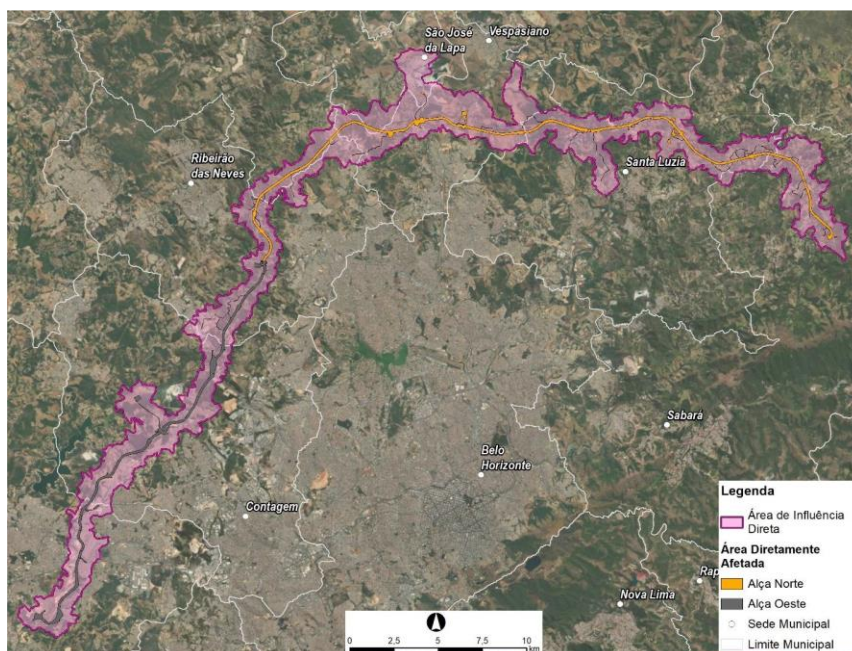 São José
da Lapa
Vespasiano
Ribeirão
das Neves
Santa Luzia
Sabará
Belo
Horizonte
Contagem
Nova Lima
Rap
Legenda
Área de Influência
Direta
Área Diretamente
Afetada
Alça Norte
Alça Oeste
Sede Municipal
Limite Municipal
0 2,5 5 7,5 10
km